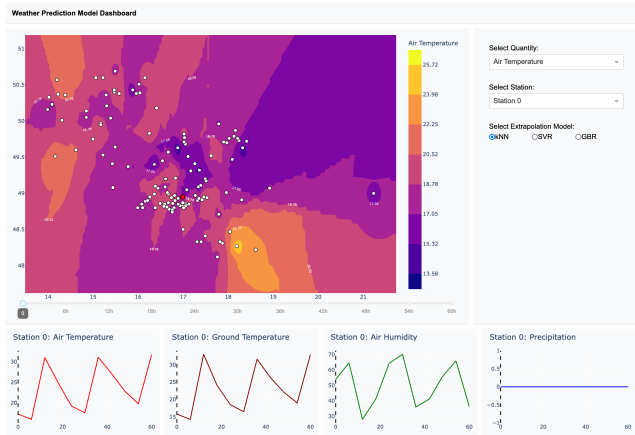 Weather Prediction Model Dashboard
Air Temperature
Select Quantity:
Air Temperature
Select Station:
Station 0
Select Extrapolation Model:
kNN SVR GBR
51
50.5
50
49.5
49
48.5
48
14 15 16 17 18 19 20 21
25.72
23.98
22.25
20.52
18.78
17.05
15.32
13.58
0 6h 12h 18h 24h 30h 36h 42h 48h 54h 60h
Station 0: Air Temperature
30
25
20
15
0 20 40 60
Station 0: Ground Temperature
30
25
20
15
0 20 40 60
Station 0: Air Humidity
70
60
50
40
30
0 20 40 60
Station 0: Precipitation
1
0.5
0
−0.5
−1
0 20 40 60